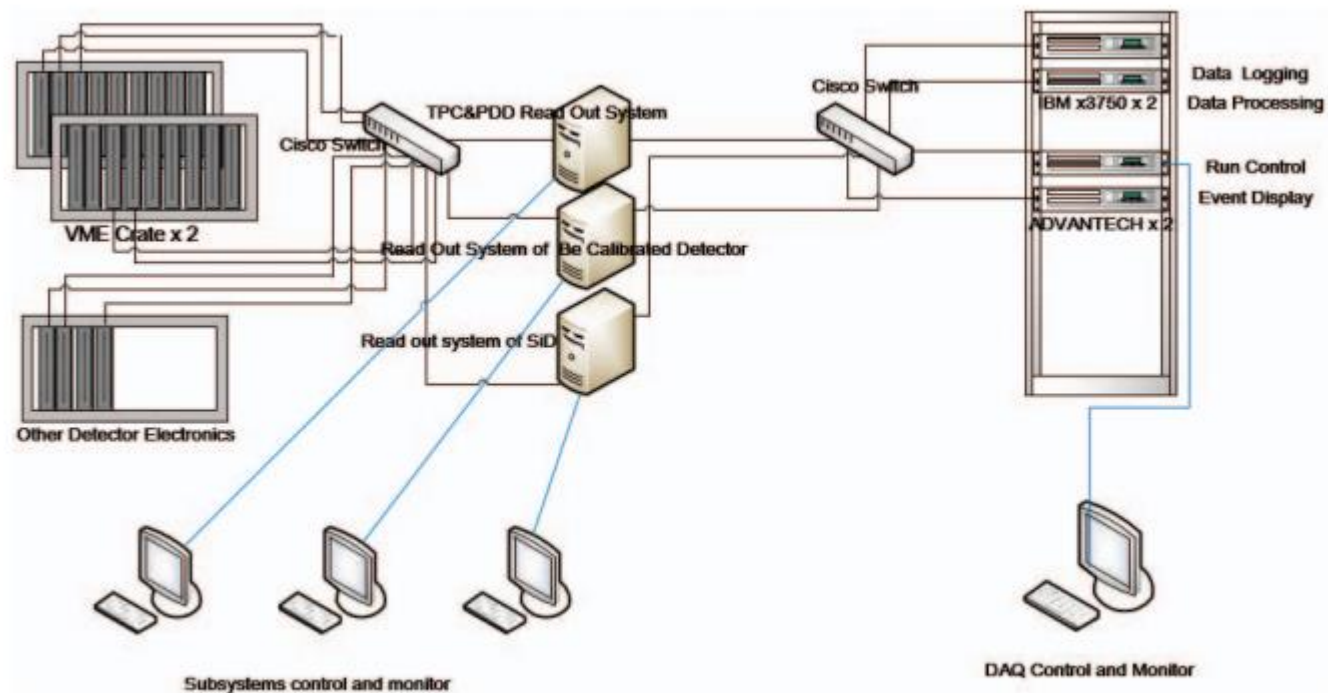 Cisco Switch
TPC&PDD Read Out System
Cisco Switch
Data Logging
IBM x3750 x 2
Data Processing
Run Control
Event Display
ADVANTECH x 2
VME Crate x 2
Read Out System of Be Calibrated Detector
Read out system of SiD
Other Detector Electronics
Subsystems control and monitor
DAQ Control and Monitor